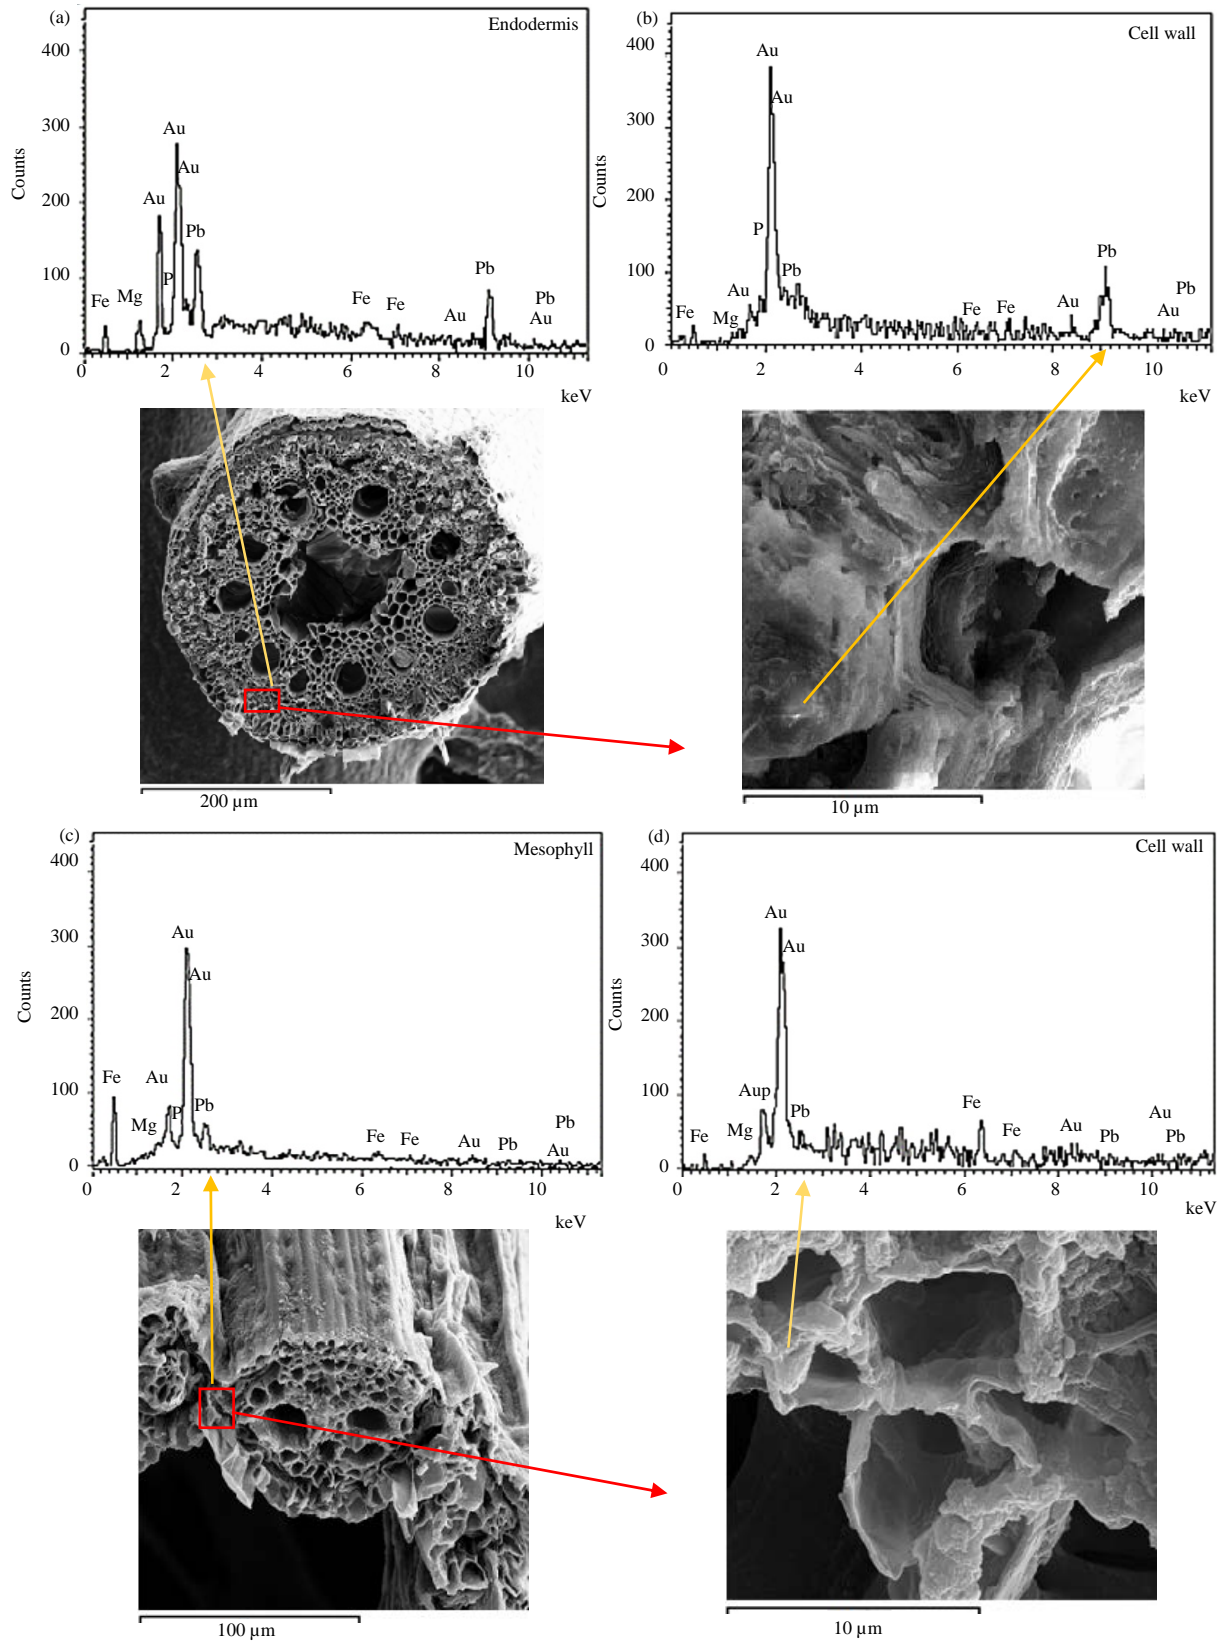 (a)
Endodermis
400
300
200
100
0
Counts
Au
Au
Au
Pb
P
Fe
Mg
Fe
Fe
Au
Pb
Pb
Au
0 2 4 6 8 10
keV
200 µm
(b)
Cell wall
400
300
200
100
0
Counts
Au
Au
P
Pb
Au
Fe
Mg
Fe
Fe
Au
Pb
Pb
Au
0 2 4 6 8 10
keV
10 µm
(c)
Mesophyll
400
300
200
100
0
Counts
Au
Au
Fe
Au
P
Pb
Mg
Fe
Fe
Au
Pb
Pb
Au
0 2 4 6 8 10
keV
100 µm
(d)
Cell wall
400
300
200
100
0
Counts
Au
Au
Aup
Pb
Fe
Mg
Fe
Fe
Au
Pb
Au
Pb
0 2 4 6 8 10
keV
10 µm